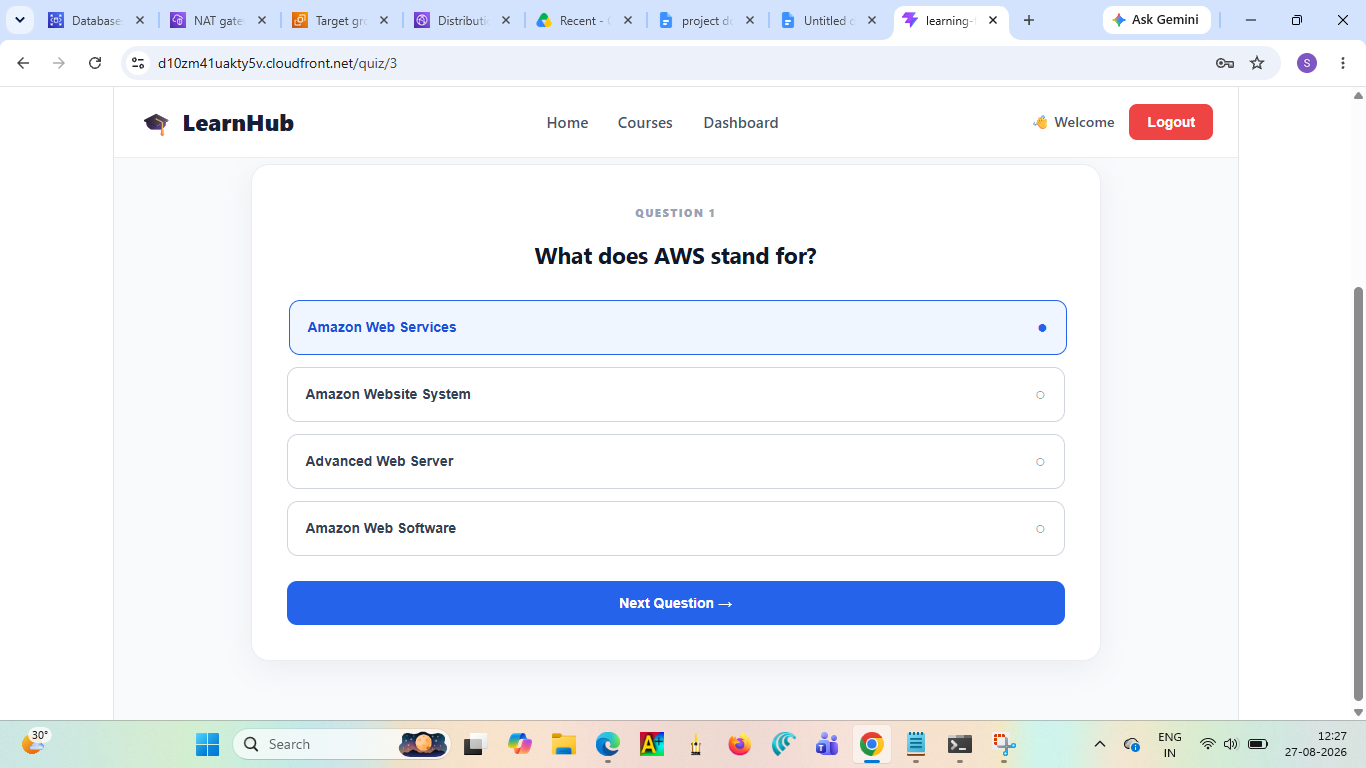 Database
NAT gate
Target gro
Distributi
Recent -
project d
Untitled d
learning-
Ask Gemini
d10zm41uakty5v.cloudfront.net/quiz/3
S
LearnHub
Home
Courses
Dashboard
👋 Welcome
Logout
QUESTION 1
What does AWS stand for?
Amazon Web Services
Amazon Website System
Advanced Web Server
Amazon Web Software
Next Question →
30°
Search
ENG
IN
12:27
27-08-2026